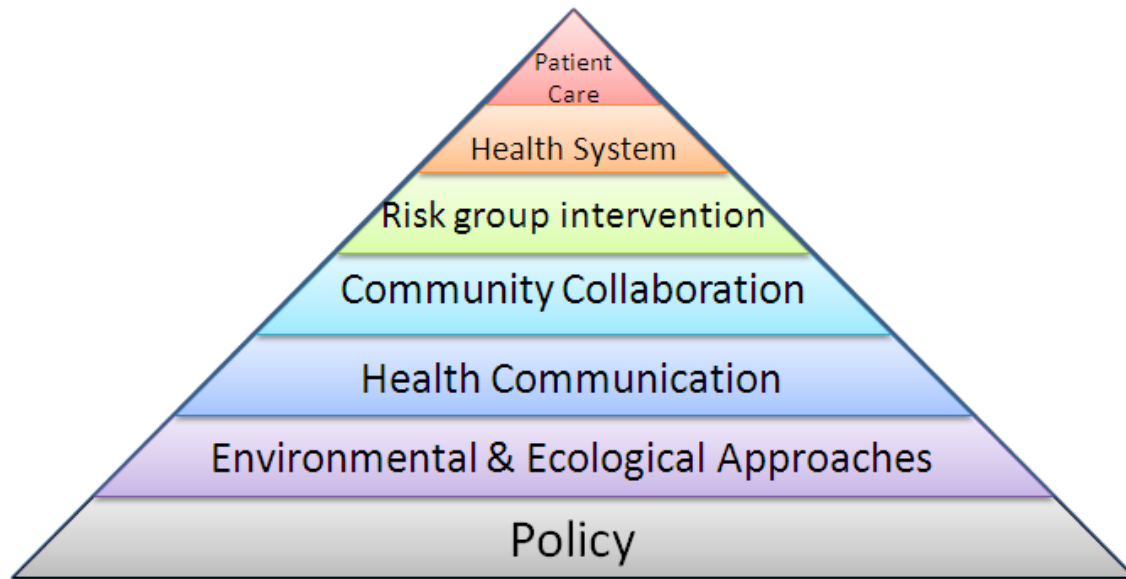 Patient
Care
Health System
Risk group intervention
Community Collaboration
Health Communication
Environmental & Ecological Approaches
Policy